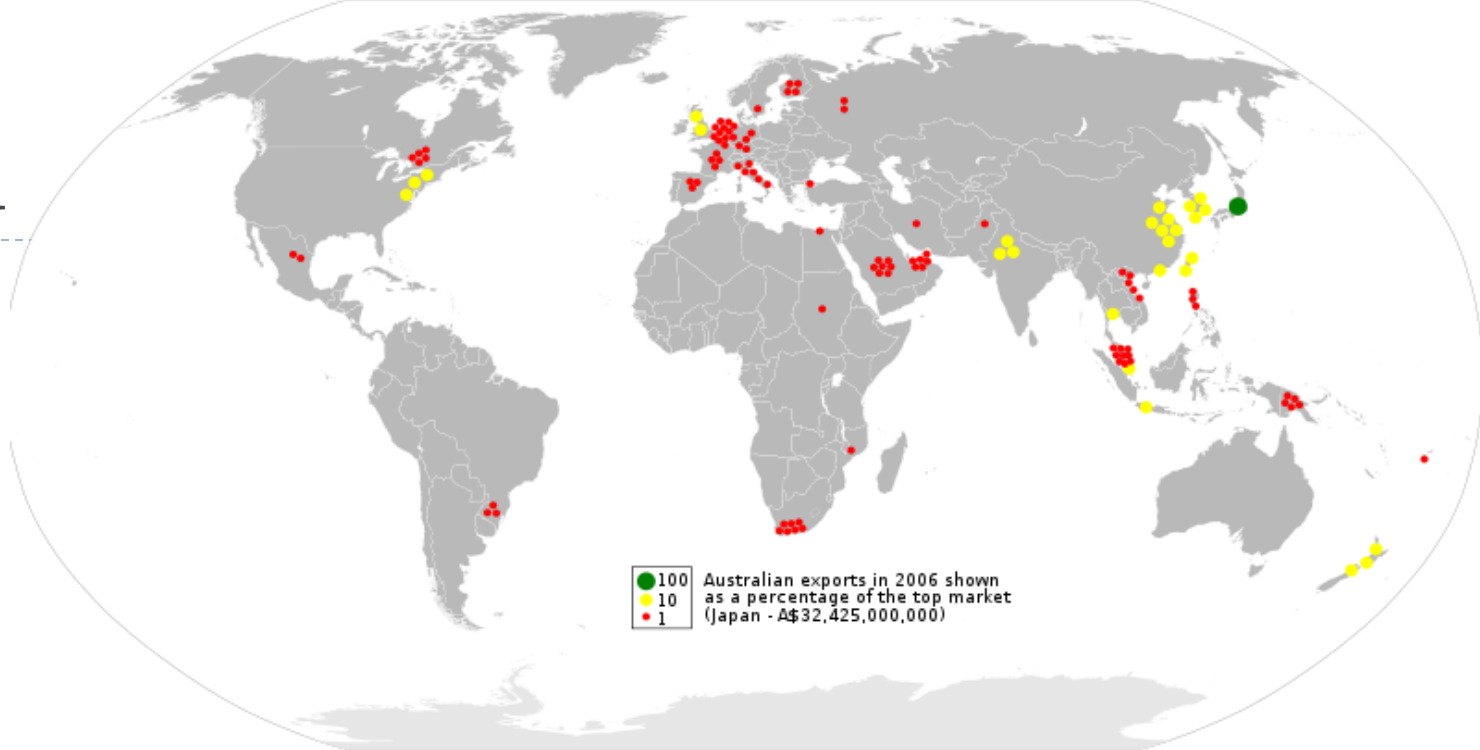 100 Australian exports in 2006 shown
10 as a percentage of the top market
1 (Japan - A$32,425,000,000)